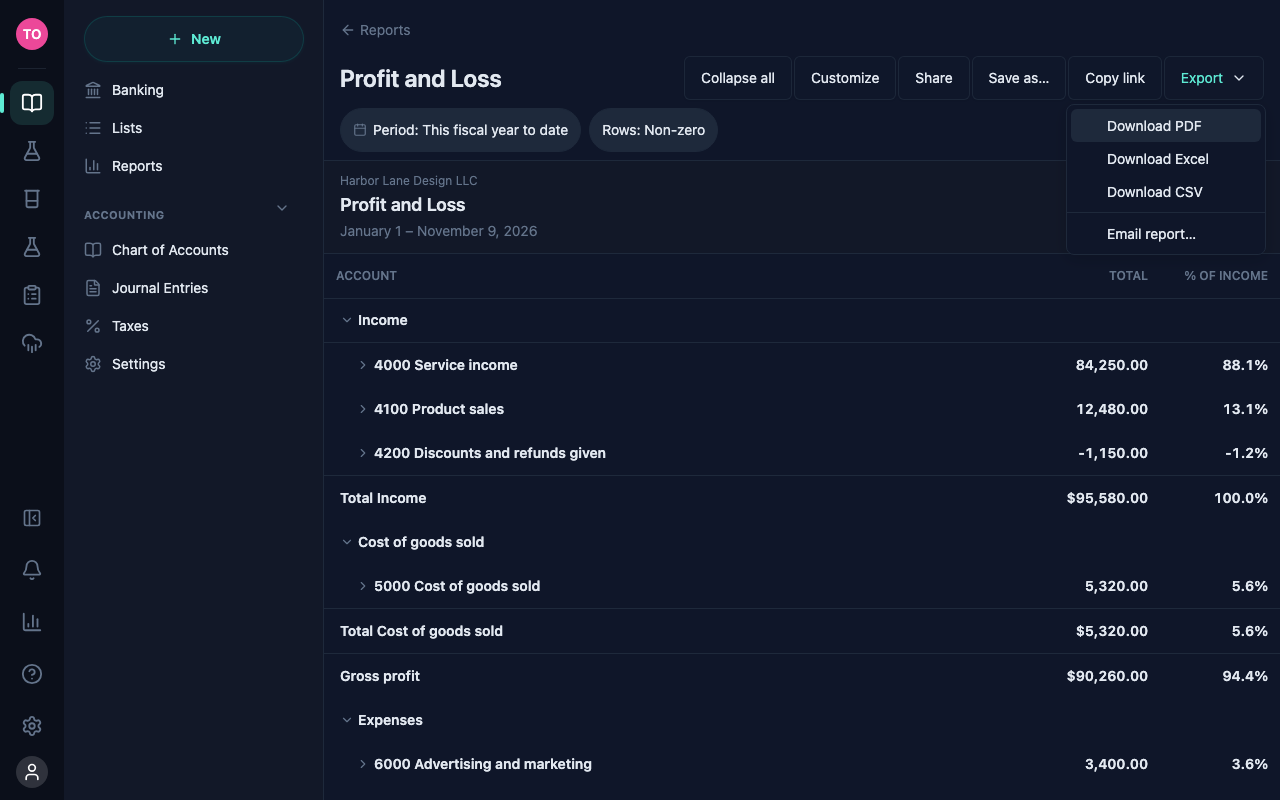 TO
New
Banking
Lists
Reports
ACCOUNTING
Chart of Accounts
Journal Entries
Taxes
Settings
Reports
Profit and Loss
Collapse all
Customize
Share
Save as...
Copy link
Export
Period: This fiscal year to date
Rows: Non-zero
Download PDF
Download Excel
Download CSV
Email report...
Harbor Lane Design LLC
Profit and Loss
January 1 – November 9, 2026
ACCOUNT TOTAL % OF INCOME
Income
4000 Service income 84,250.00 88.1%
4100 Product sales 12,480.00 13.1%
4200 Discounts and refunds given -1,150.00 -1.2%
Total Income $95,580.00 100.0%
Cost of goods sold
5000 Cost of goods sold 5,320.00 5.6%
Total Cost of goods sold $5,320.00 5.6%
Gross profit $90,260.00 94.4%
Expenses
6000 Advertising and marketing 3,400.00 3.6%